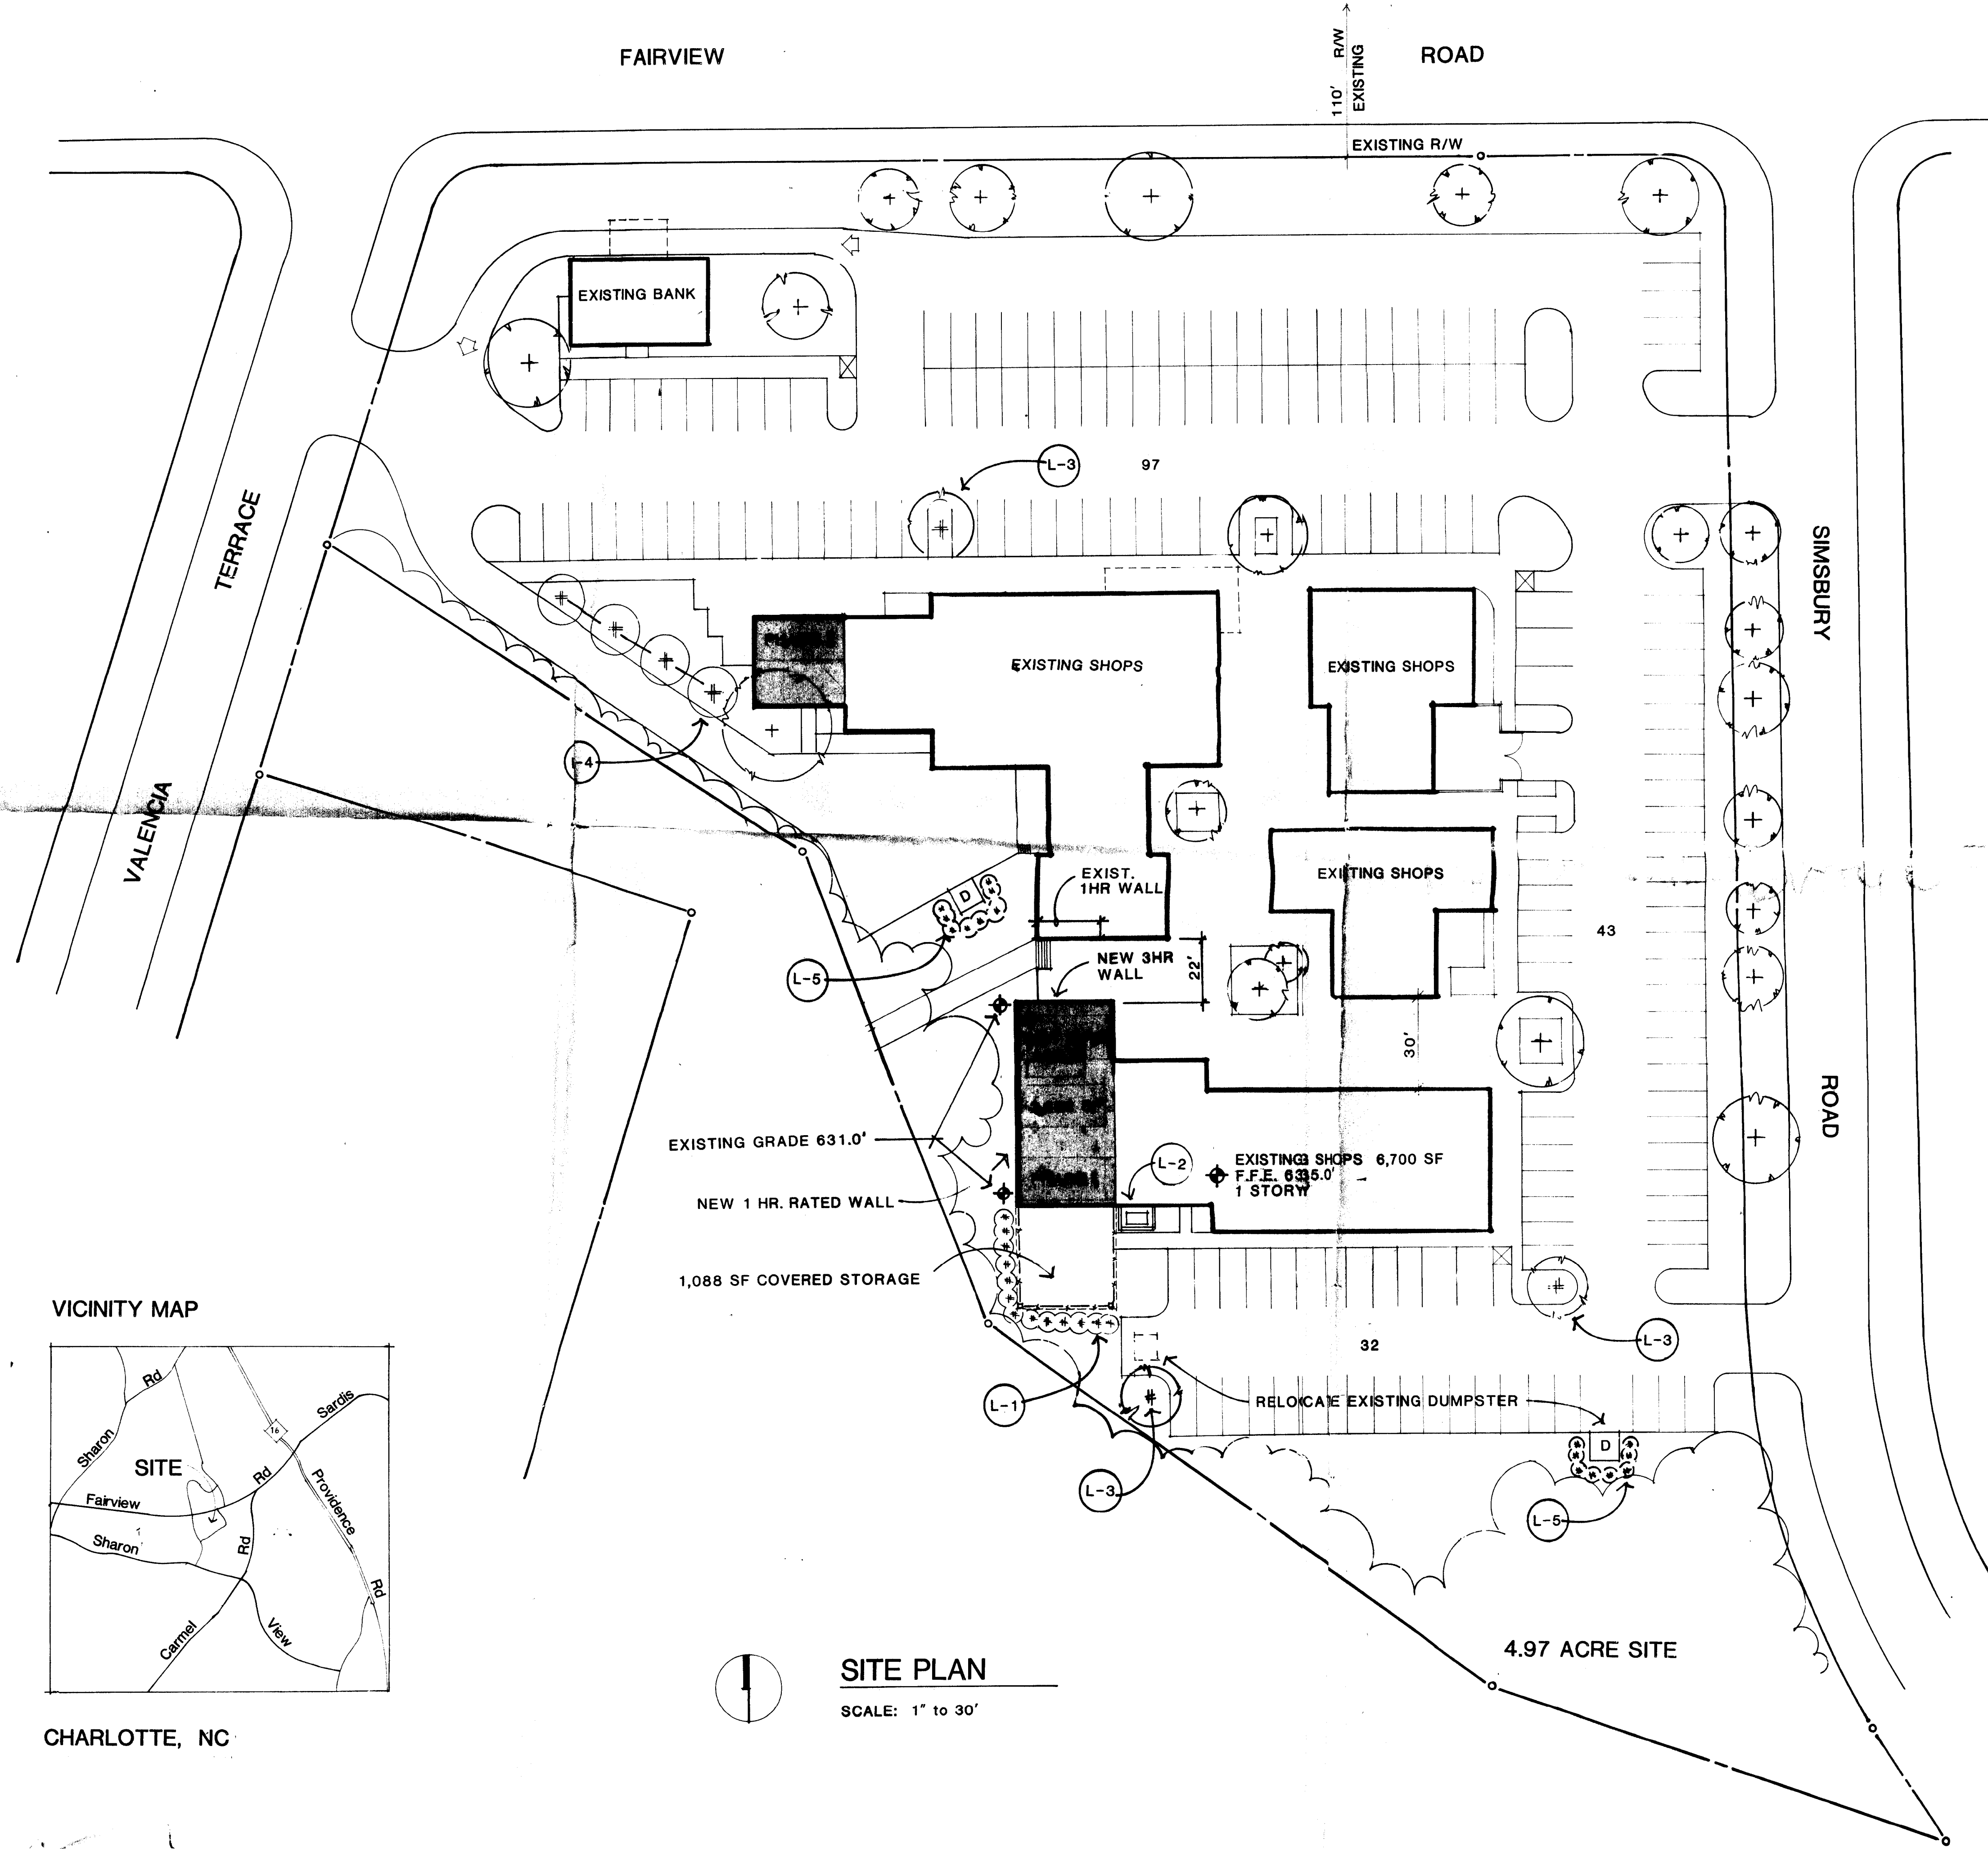 FAIRVIEW
ROAD
110' R/W
EXISTING
EXISTING R/W
EXISTING BANK
L-3
97
TERRACE
VALENCIA
SIMSBURY
ROAD
EXISTING SHOPS
EXISTING SHOPS
L-4
EXIST.
1HR WALL
EXISTING SHOPS
D
43
L-5
NEW 3HR
WALL
22'
30'
EXISTING GRADE 631.0'
L-2
EXISTING SHOPS 6,700 SF
F.F.E. 635.0'
1 STORY
NEW 1 HR. RATED WALL
1,088 SF COVERED STORAGE
32
L-3
L-1
RELOCATE EXISTING DUMPSTER
D
L-3
L-5
4.97 ACRE SITE
VICINITY MAP
Rd
Sharon
SITE
16
Sardis
Rd
Fairview
Providence
Sharon
Rd
Rd
Carmel
View
CHARLOTTE, NC
SITE PLAN
SCALE: 1" to 30'